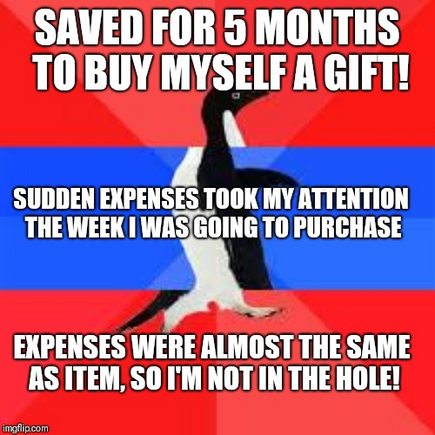 SAVED FOR 5 MONTHS
TO BUY MYSELF A GIFT!
SUDDEN EXPENSES TOOK MY ATTENTION
THE WEEK I WAS GOING TO PURCHASE
EXPENSES WERE ALMOST THE SAME
AS ITEM, SO I'M NOT IN THE HOLE!
imgflip.com